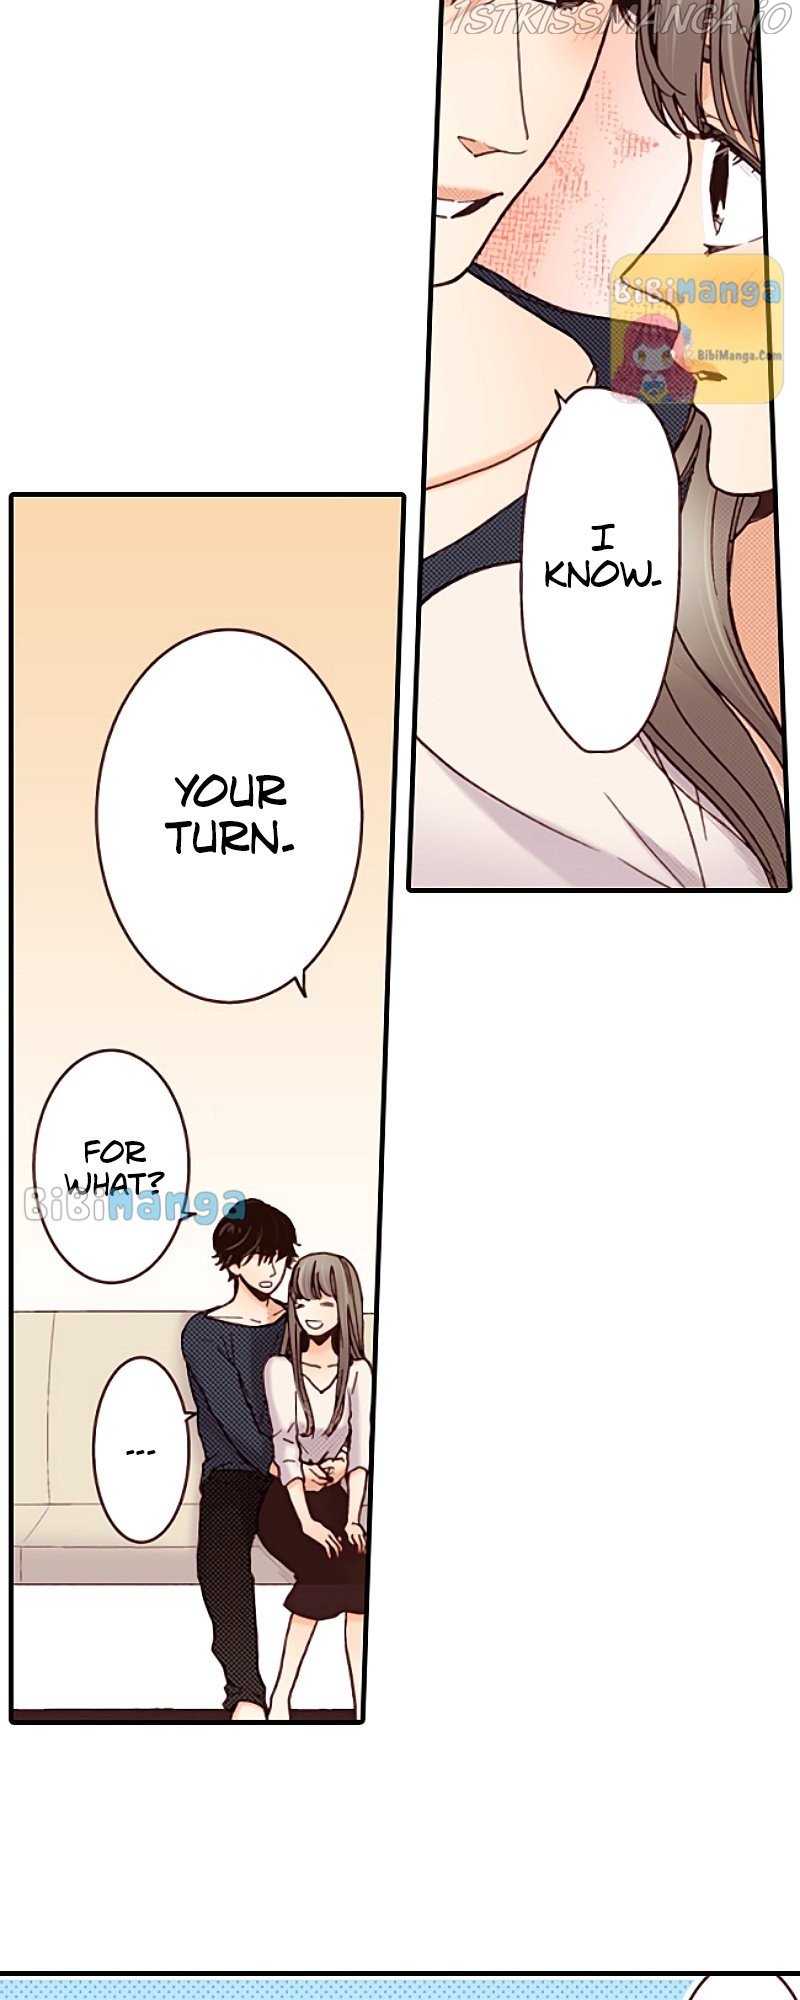 1STKISSMANGA.IO
BiBiManga
BibiManga.Com
I
KNOW.
YOUR
TURN.
FOR
WHAT?
BiBiManga
...